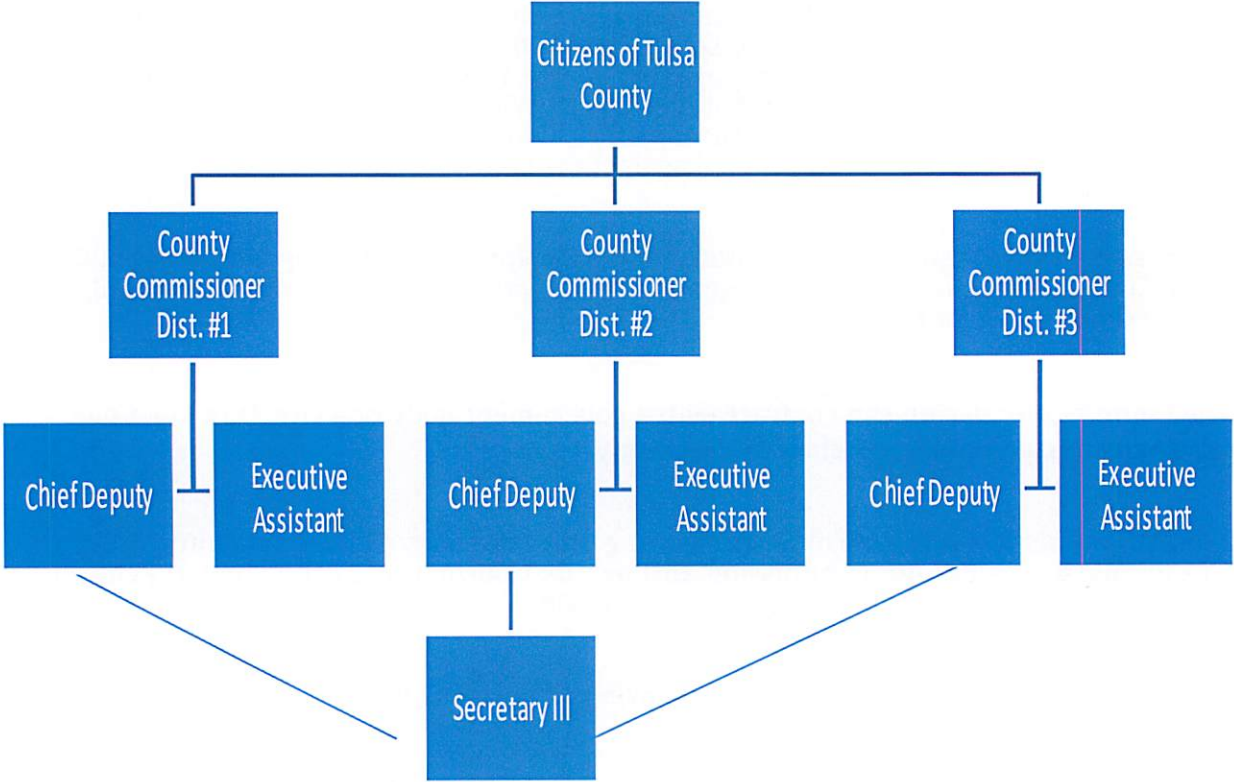 Citizens of Tulsa
County
County
Commissioner
Dist. #1
County
Commissioner
Dist. #2
County
Commissioner
Dist. #3
Chief Deputy
Executive
Assistant
Chief Deputy
Executive
Assistant
Chief Deputy
Executive
Assistant
Secretary III